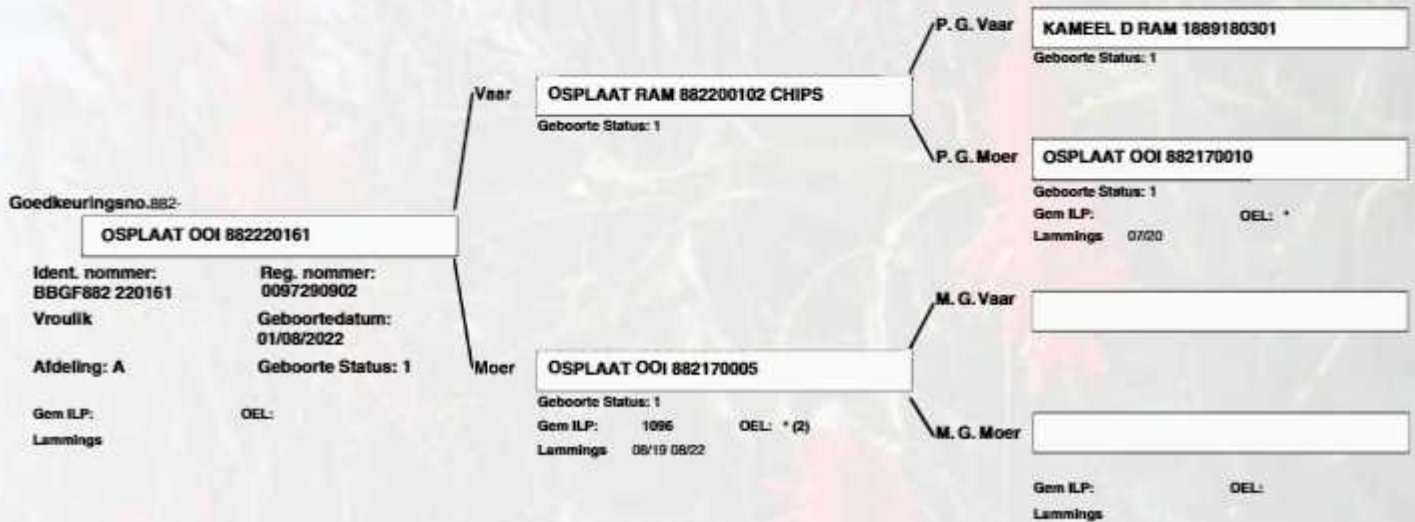 Goedkeuringsno.882-
OSPLAAT OOI 882220161
Ident. nommer:
BBGF882 220161
Reg. nommer:
0097290902
Vroulik
Geboortedatum:
01/08/2022
Afdeling: A
Geboorte Status: 1
Gem ILP:
OEL:
Lammings
Vaar
OSPLAAT RAM 882200102 CHIPS
Geboorte Status: 1
Moer
OSPLAAT OOI 882170005
Geboorte Status: 1
Gem ILP: 1096 OEL: * (2)
Lammings 08/19 08/22
P. G. Vaar
KAMEEL D RAM 1889180301
Geboorte Status: 1
P. G. Moer
OSPLAAT OOI 882170010
Geboorte Status: 1
Gem ILP: OEL: *
Lammings 07/20
M. G. Vaar
M. G. Moer
Gem ILP: OEL:
Lammings